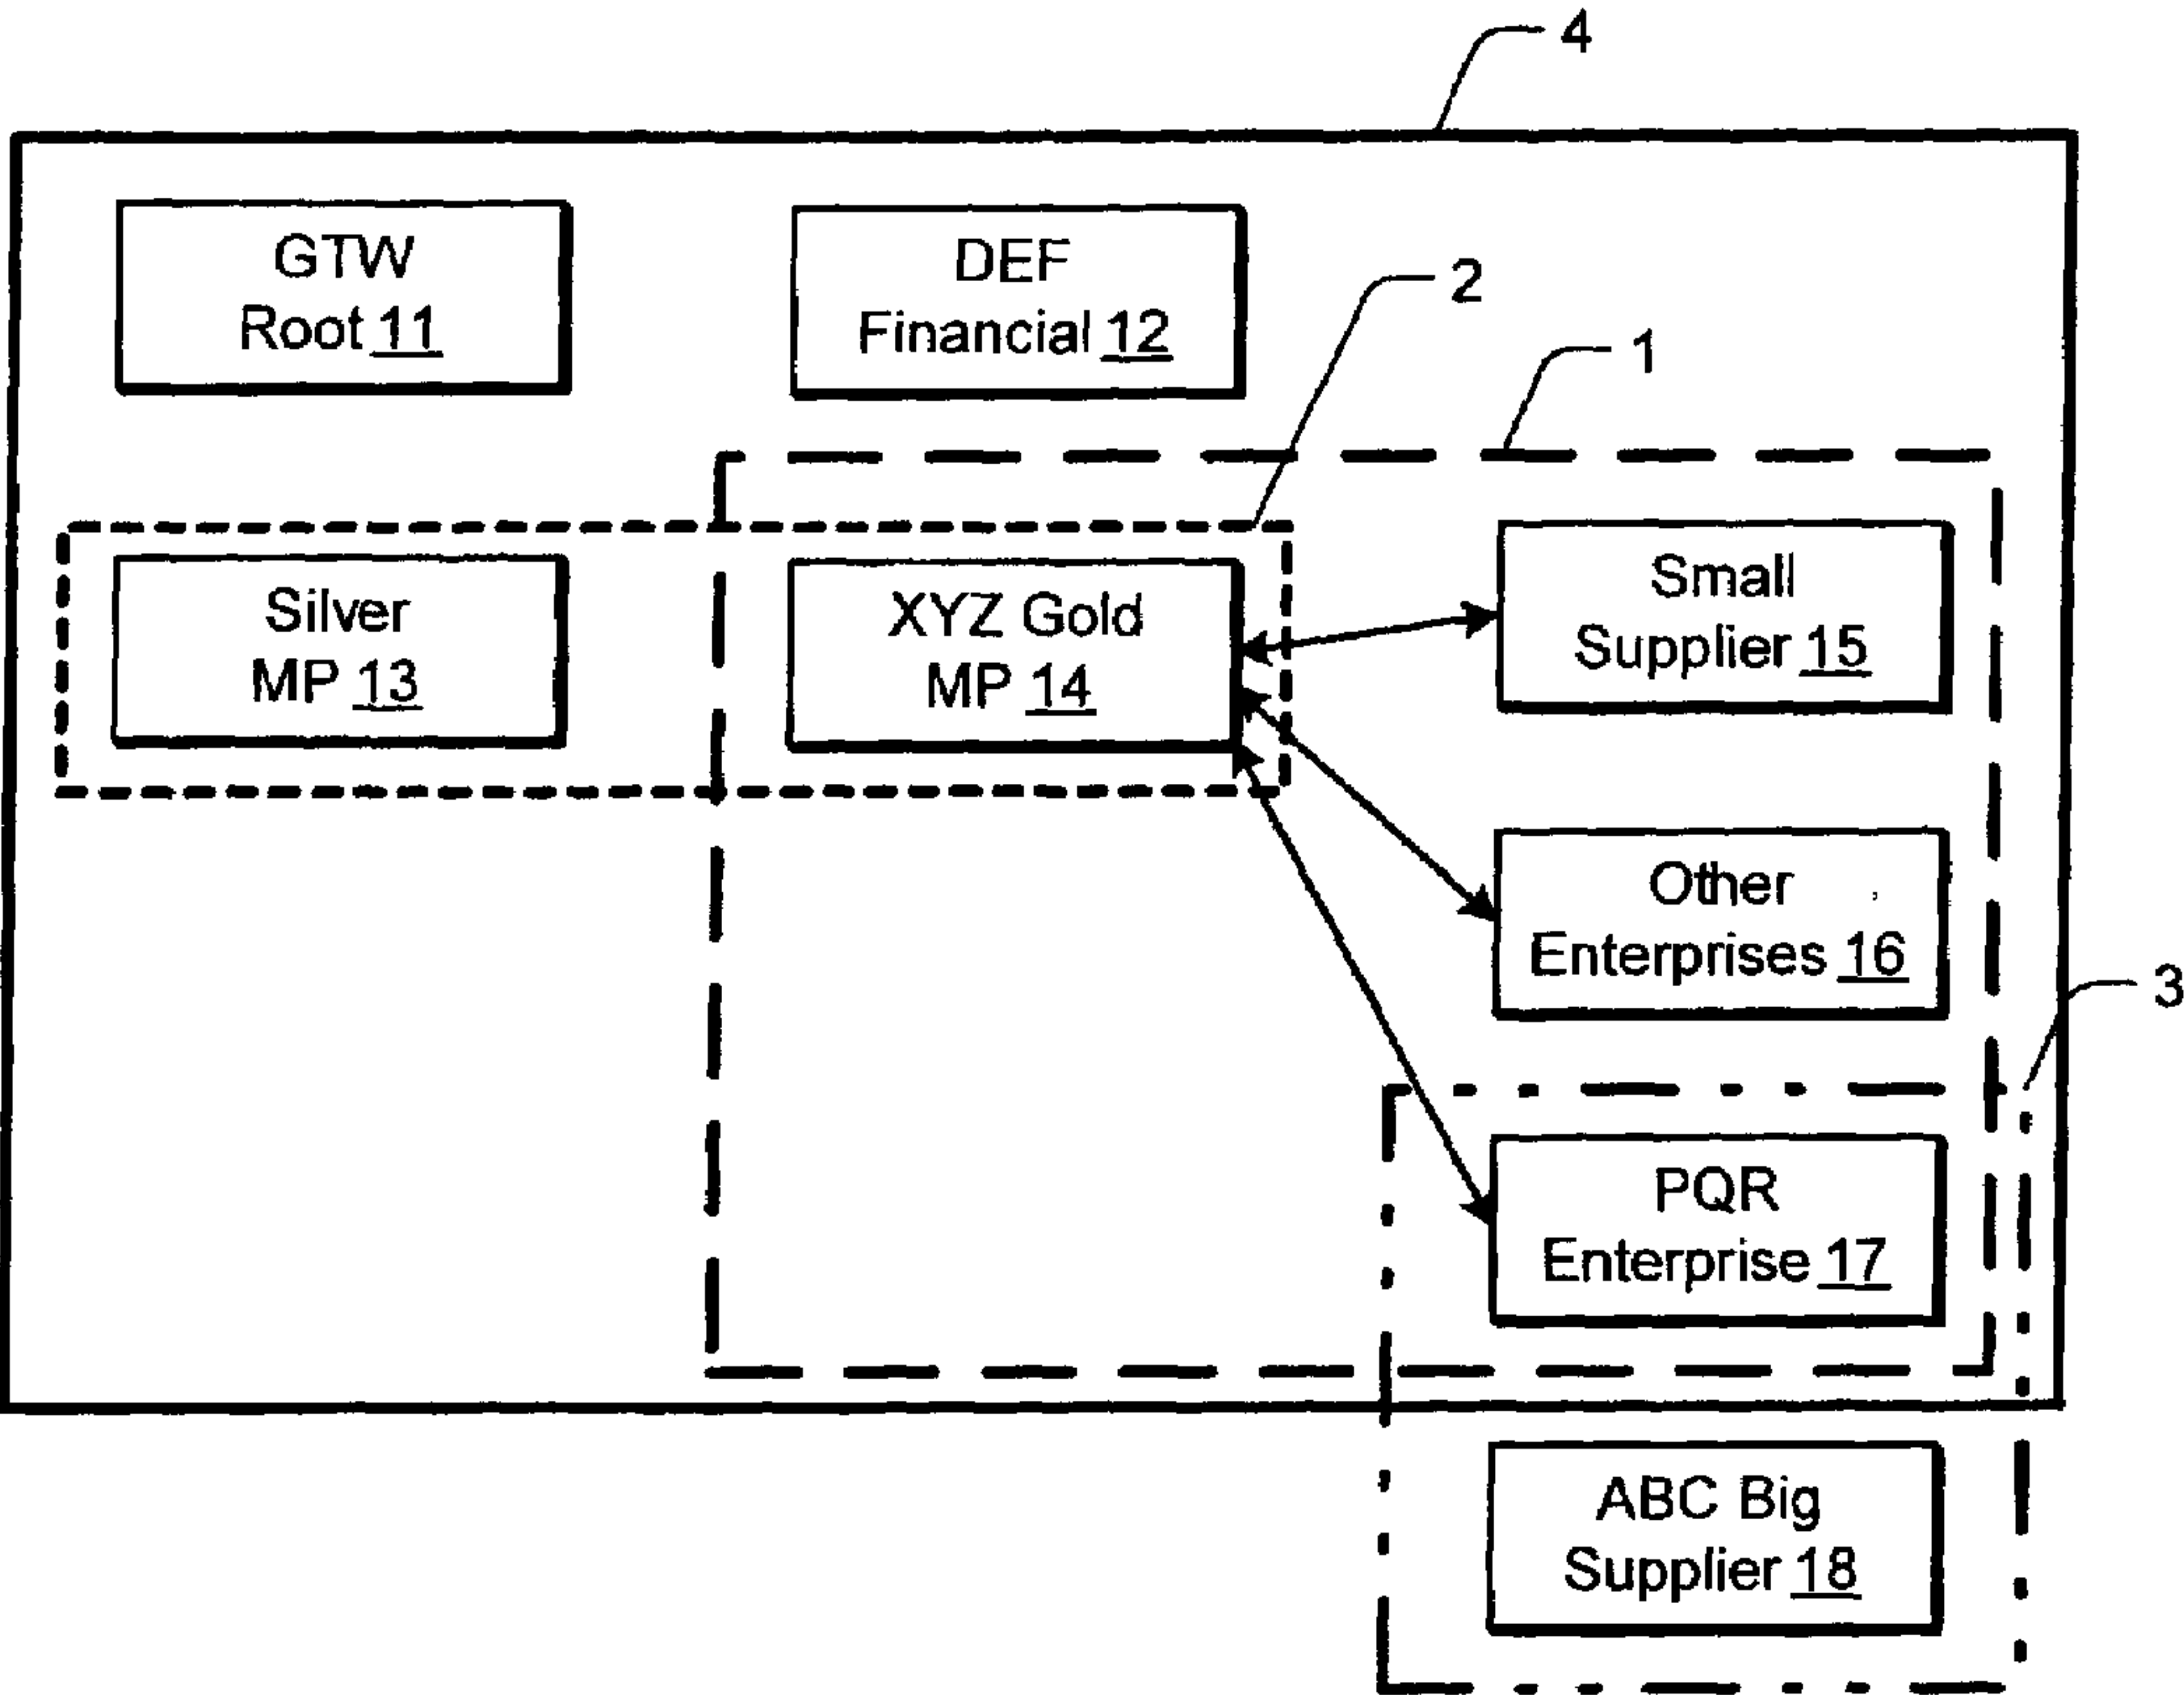 4
GTW
Root 11
DEF
Financial 12
2
1
Silver
MP 13
XYZ Gold
MP 14
Small
Supplier 15
Other
Enterprises 16
3
PQR
Enterprise 17
ABC Big
Supplier 18